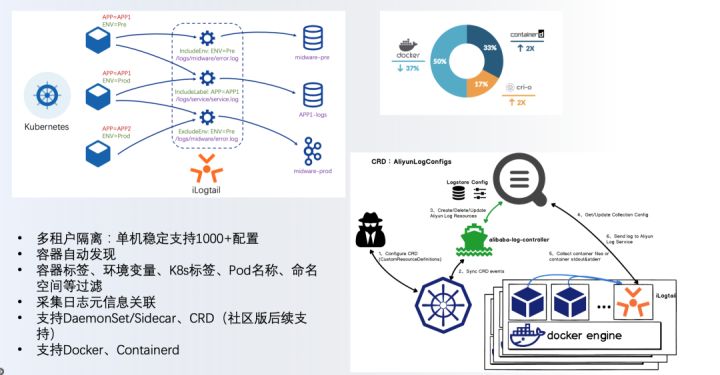 APP=APP1
ENV=Pre
IncludeEnv: ENV=Pre
/logs/midware/error.log
midware-pre
Kubernetes
APP=APP1
ENV=Prod
IncludeLabel: APP=APP1
/logs/service/service.log
APP1-logs
APP=APP2
ENV=Prod
ExcludeEnv: ENV=Pre
/logs/midware/error.log
midware-prod
iLogtail
docker
↓ 37%
50%
33%
17%
containerd
↑ 2X
cri-o
↑ 2X
• 多租户隔离：单机稳定支持1000+配置
• 容器自动发现
• 容器标签、环境变量、K8s标签、Pod名称、命名
空间等过滤
• 采集日志元信息关联
• 支持DaemonSet/Sidecar、CRD（社区版后续支
持）
• 支持Docker、Containerd
CRD：AliyunLogConfigs
Logstore Config
3. Create/Delete/Update
Aliyun Log Resources
4. Get/Update Collection Config
alibaba-log-controller
6. Send log to Aliyun
Log Service
1. Configure CRD
(CustomResourceDefinitions)
2. Sync CRD events
5. Collect container files or
container stdout&stderr
...
iLogtail
docker engine